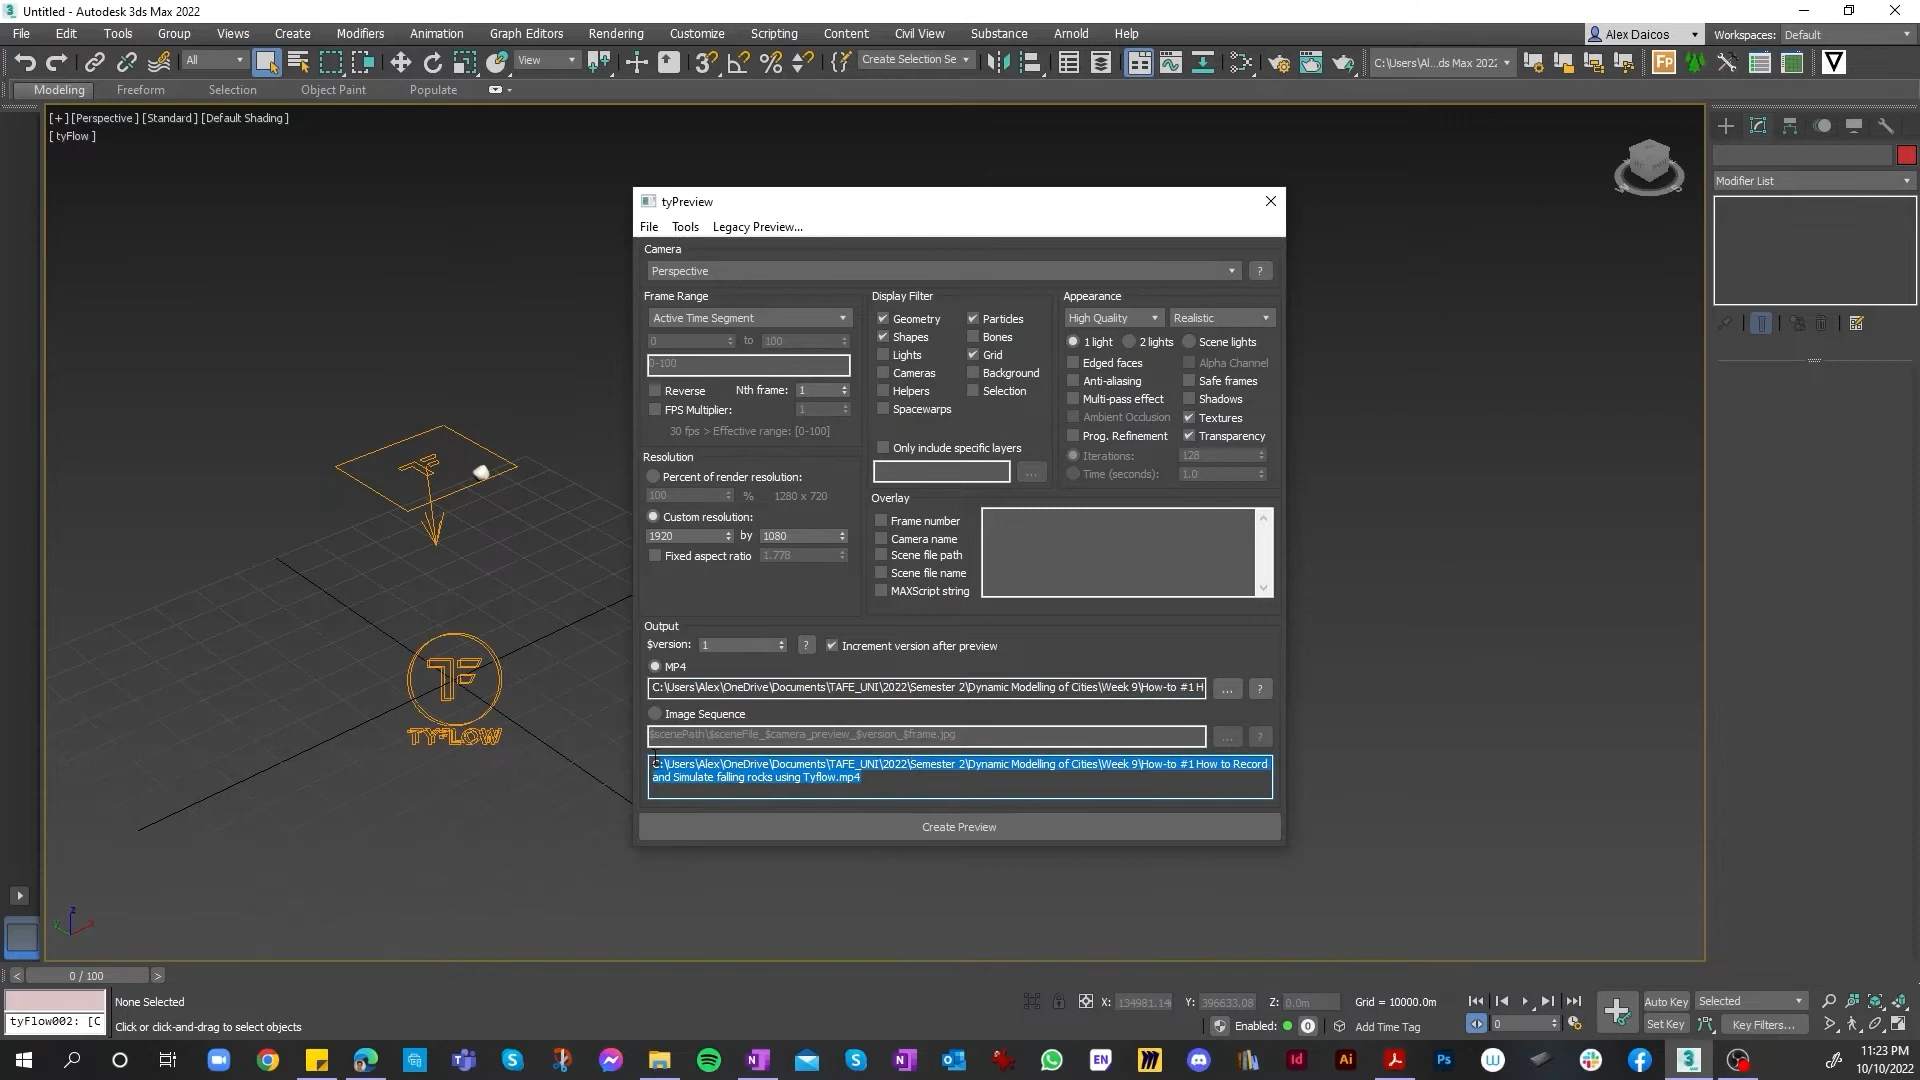 Untitled - Autodesk 3ds Max 2022
File Edit Tools Group Views Create Modifiers Animation Graph Editors Rendering Customize Scripting Content Civil View Substance Arnold Help
Alex Daicos Workspaces: Default
All View Create Selection Se C:\Users\Al...ds Max 2022
Modeling Freeform Selection Object Paint Populate
[+] [Perspective] [Standard] [Default Shading]
[ tyFlow ]
Modifier List
tyPreview
File Tools Legacy Preview...
Camera
Perspective ?
Frame Range
Active Time Segment
0 to 100
0-100
Reverse Nth frame: 1
FPS Multiplier: 1
30 fps > Effective range: [0-100]
Resolution
Percent of render resolution:
100 % 1280 x 720
Custom resolution:
1920 by 1080
Fixed aspect ratio 1.778
Display Filter
Geometry Particles
Shapes Bones
Lights Grid
Cameras Background
Helpers Selection
Spacewarps
Only include specific layers
...
Appearance
High Quality Realistic
1 light 2 lights Scene lights
Edged faces Alpha Channel
Anti-aliasing Safe frames
Multi-pass effect Shadows
Ambient Occlusion Textures
Prog. Refinement Transparency
Iterations: 128
Time (seconds): 1.0
Overlay
Frame number
Camera name
Scene file path
Scene file name
MAXScript string
Output
$version: 1 ? Increment version after preview
MP4
C:\Users\Alex\OneDrive\Documents\TAFE_UNI\2022\Semester 2\Dynamic Modelling of Cities\Week 9\How-to #1 H ... ?
Image Sequence
$scenePath\$sceneFile_$camera_preview_$version_$frame.jpg ... ?
C:\Users\Alex\OneDrive\Documents\TAFE_UNI\2022\Semester 2\Dynamic Modelling of Cities\Week 9\How-to #1 How to Record
and Simulate falling rocks using Tyflow.mp4
Create Preview
TF
TF
TYFLOW
z
x
y
< 0 / 100 >
None Selected
X: 134981.14 Y: 396633.08 Z: 0.0m Grid = 10000.0m
Auto Key Selected
tyFlow002: [C
Click or click-and-drag to select objects
Enabled: 0 Add Time Tag
0
Set Key Key Filters...
EN Id Ai Ps
11:23 PM
10/10/2022